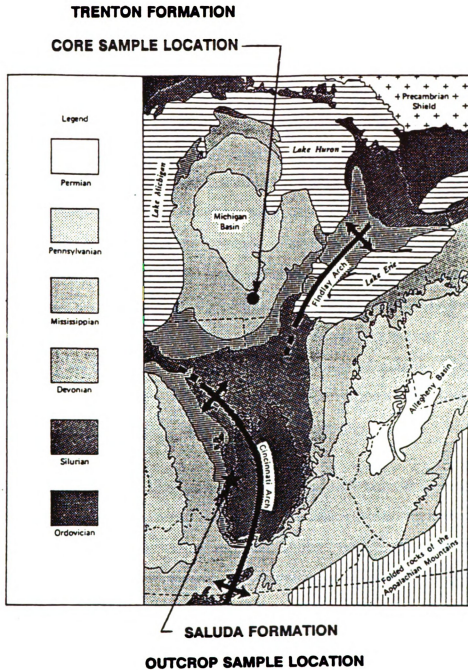 TRENTON FORMATION
CORE SAMPLE LOCATION
Legend
Permian
Pennsylvanian
Mississippian
Devonian
Silurian
Ordovician
Precambrian
Shield
Lake Huron
Lake Michigan
Michigan
Basin
Findlay Arch
Lake Erie
Allegheny Basin
Cincinnati Arch
Folded rocks of the
Appalachian Mountains
SALUDA FORMATION
OUTCROP SAMPLE LOCATION